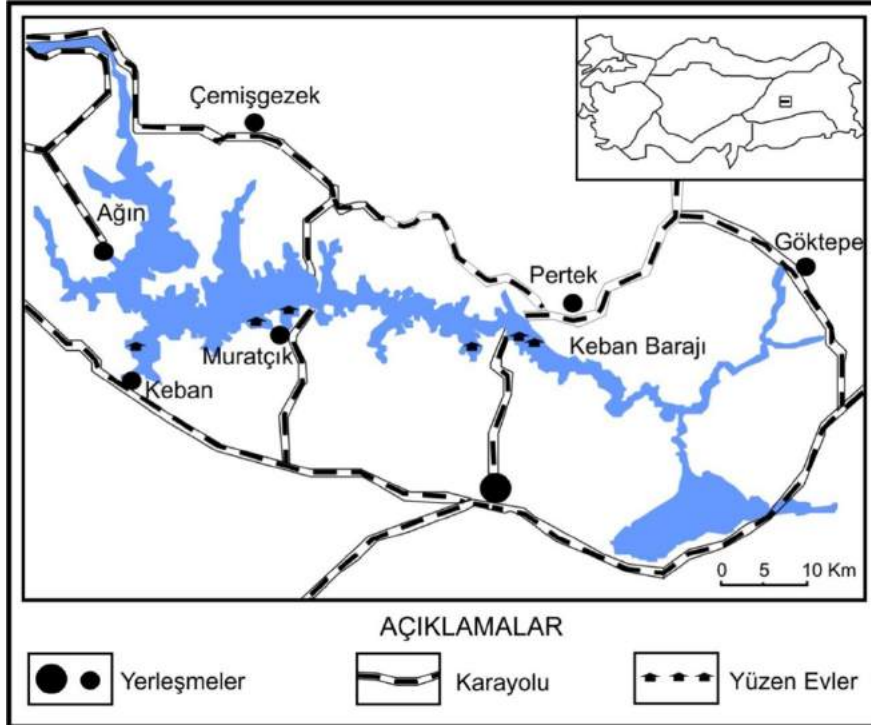 Çemişgezek
Ağın
Göktepe
Pertek
Keban Barajı
Muratçık
Keban
0 5 10 Km
AÇIKLAMALAR
Yerleşmeler
Karayolu
Yüzen Evler